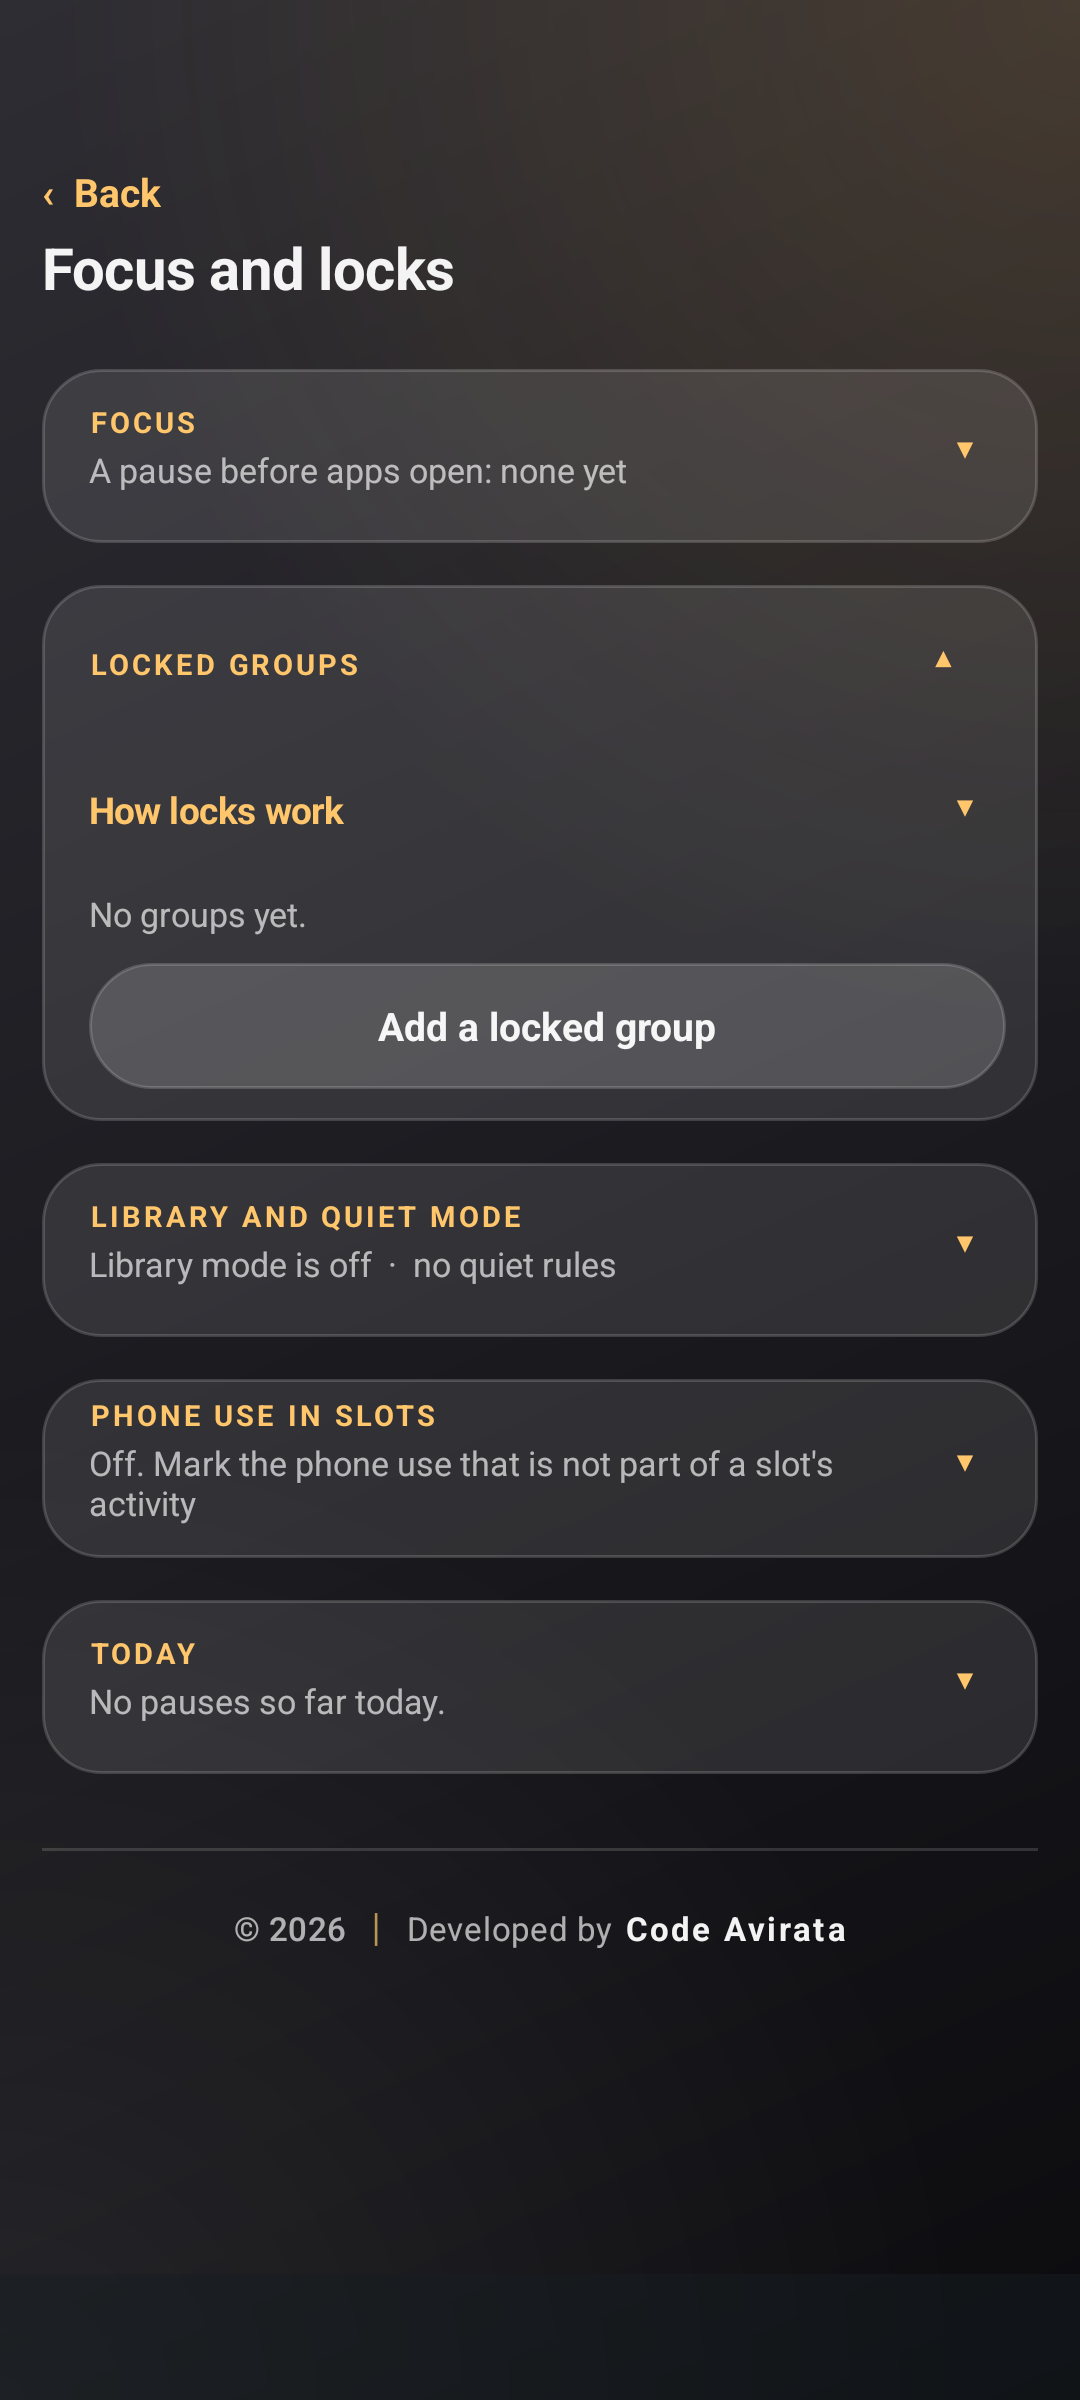 ‹ Back
Focus and locks
FOCUS
A pause before apps open: none yet
▼
LOCKED GROUPS
▲
How locks work
▼
No groups yet.
Add a locked group
LIBRARY AND QUIET MODE
Library mode is off · no quiet rules
▼
PHONE USE IN SLOTS
Off. Mark the phone use that is not part of a slot's
activity
▼
TODAY
No pauses so far today.
▼
© 2026 | Developed by Code Avirata